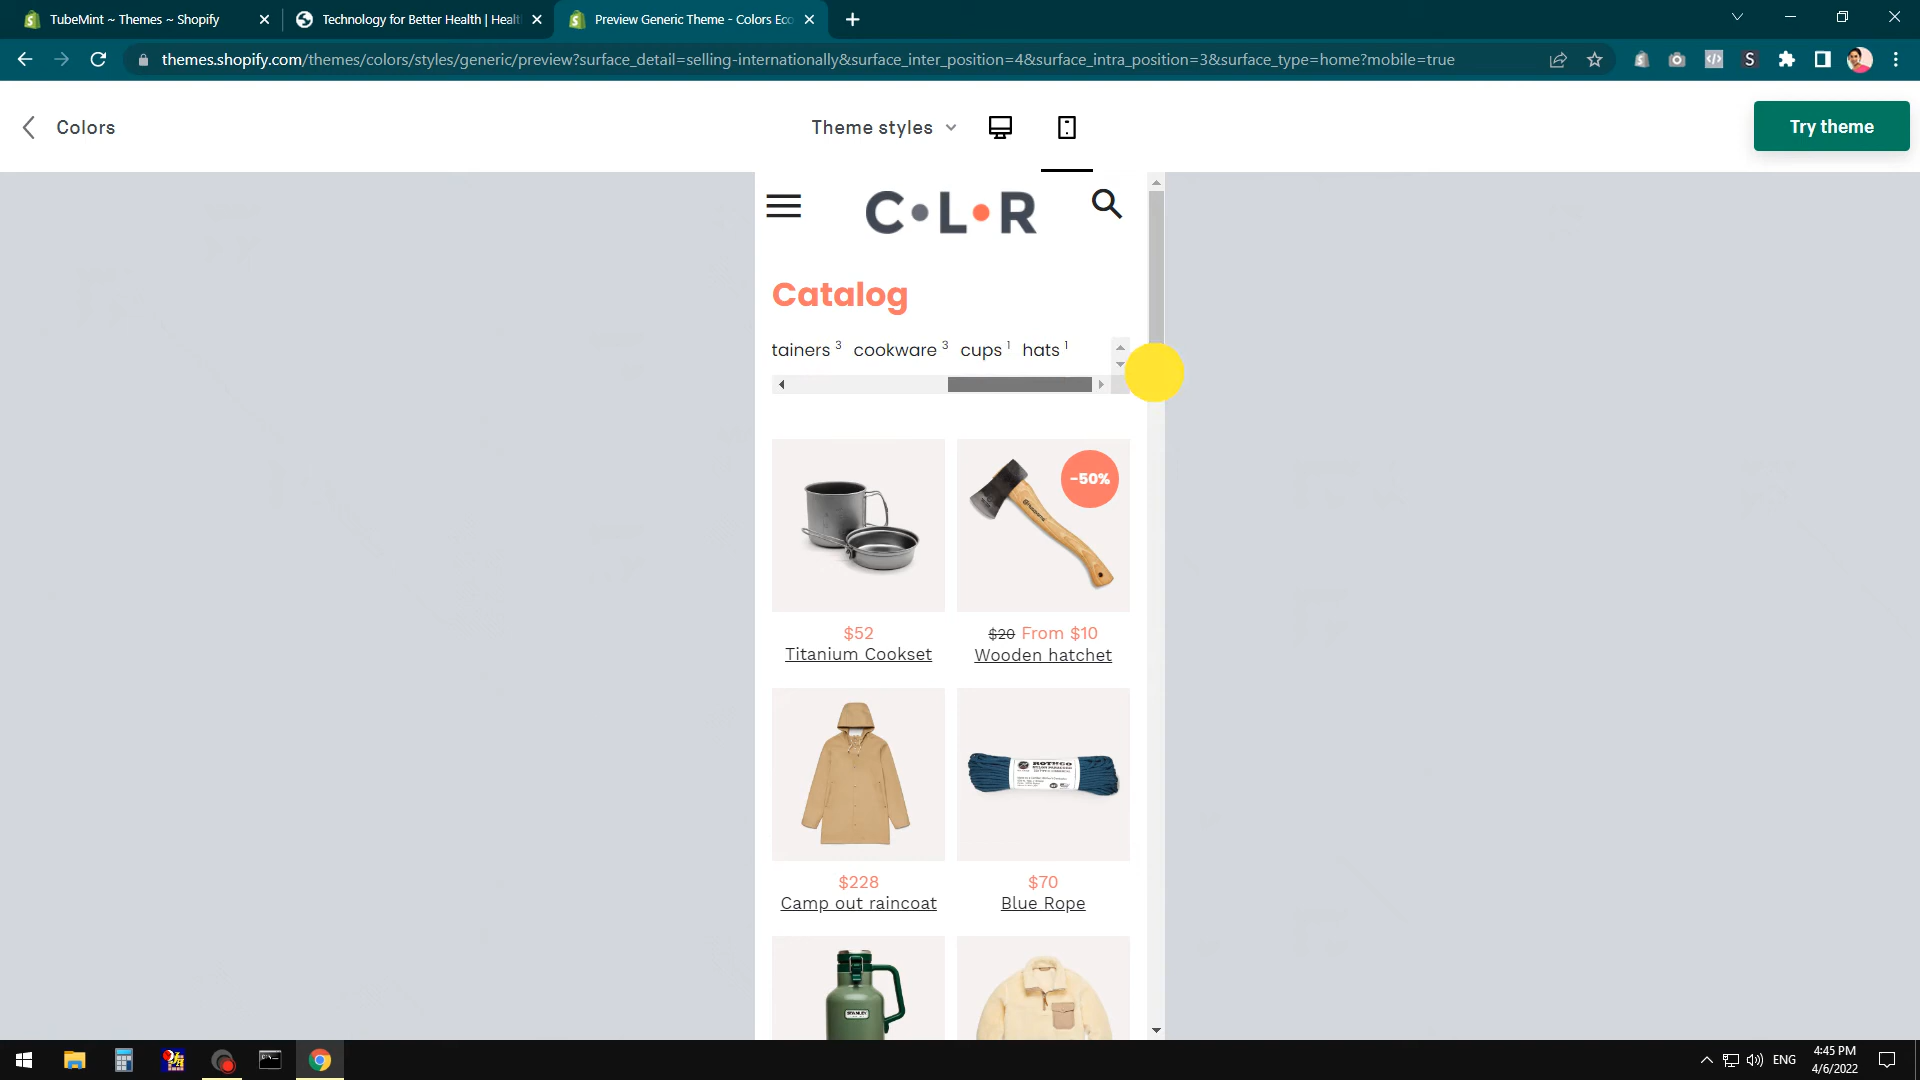 TubeMint ~ Themes ~ Shopify
Technology for Better Health | Healt
Preview Generic Theme - Colors Eco
themes.shopify.com/themes/colors/styles/generic/preview?surface_detail=selling-internationally&surface_inter_position=4&surface_intra_position=3&surface_type=home?mobile=true
Colors
Theme styles
Try theme
C•L•R
Catalog
tainers 3 cookware 3 cups 1 hats 1
-50%
$52
Titanium Cookset
$20 From $10
Wooden hatchet
ROTHCO
$228
Camp out raincoat
$70
Blue Rope
STANLEY
ENG
4:45 PM
4/6/2022